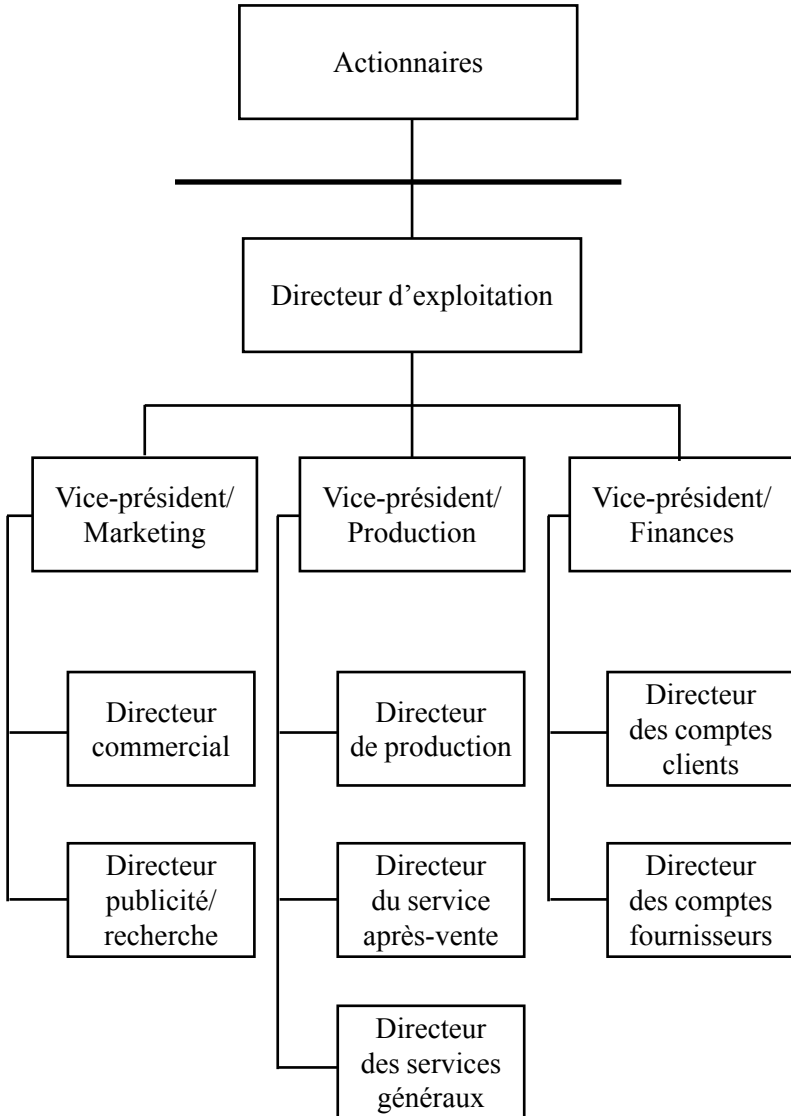 Actionnaires
Directeur d’exploitation
Vice-président/
Marketing
Vice-président/
Production
Vice-président/
Finances
Directeur
commercial
Directeur
de production
Directeur
des comptes
clients
Directeur
publicité/
recherche
Directeur
du service
après-vente
Directeur
des comptes
fournisseurs
Directeur
des services
généraux